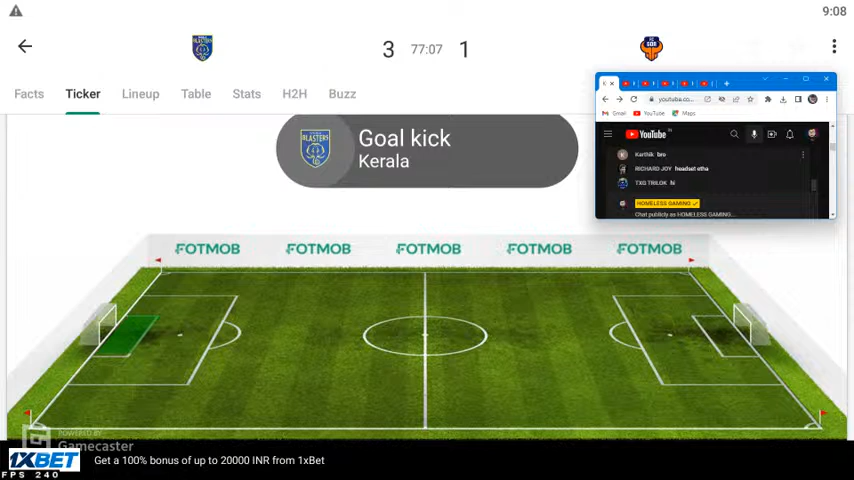 9:08
3 77:07 1
Facts Ticker Lineup Table Stats H2H Buzz
Goal kick
Kerala
youtube.co...
Gmail YouTube Maps
YouTube
Karthik bro
RICHARD JOY headset etha
TXG TRILOK hi
HOMELESS GAMING
Chat publicly as HOMELESS GAMING...
FOTMOB FOTMOB FOTMOB FOTMOB FOTMOB
POWERED BY
Gamecaster
1XBET
Get a 100% bonus of up to 20000 INR from 1xBet
FPS 240